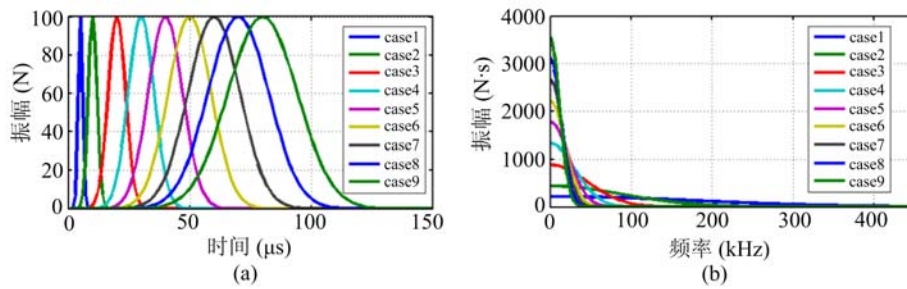 振幅 (N)
100
80
60
40
20
0
0
50
100
150
时间 (μs)
case1
case2
case3
case4
case5
case6
case7
case8
case9
(a)
振幅 (N·s)
4000
3000
2000
1000
0
0
100
200
300
400
频率 (kHz)
case1
case2
case3
case4
case5
case6
case7
case8
case9
(b)